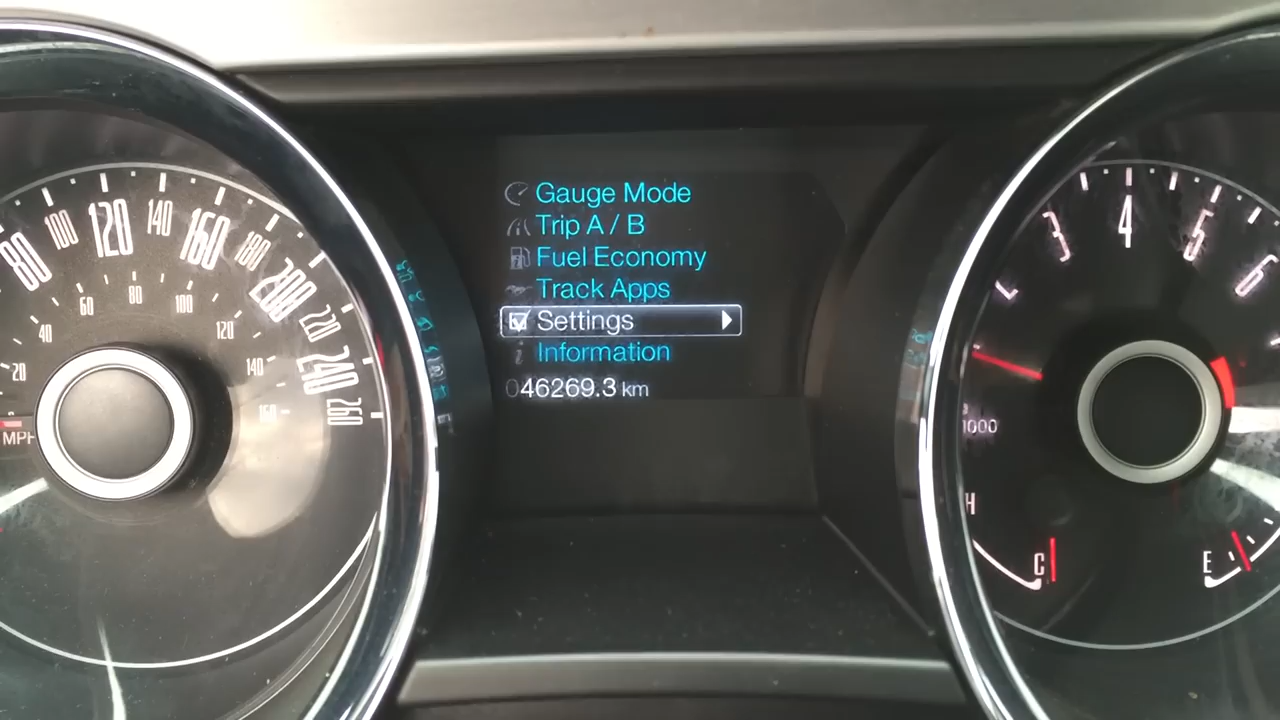 Gauge Mode
Trip A / B
Fuel Economy
Track Apps
Settings
Information
046269.3 km
80
100
120
140
160
180
200
220
240
260
20
40
60
80
100
120
140
160
MPH
3
4
5
6
1000
H
C
E